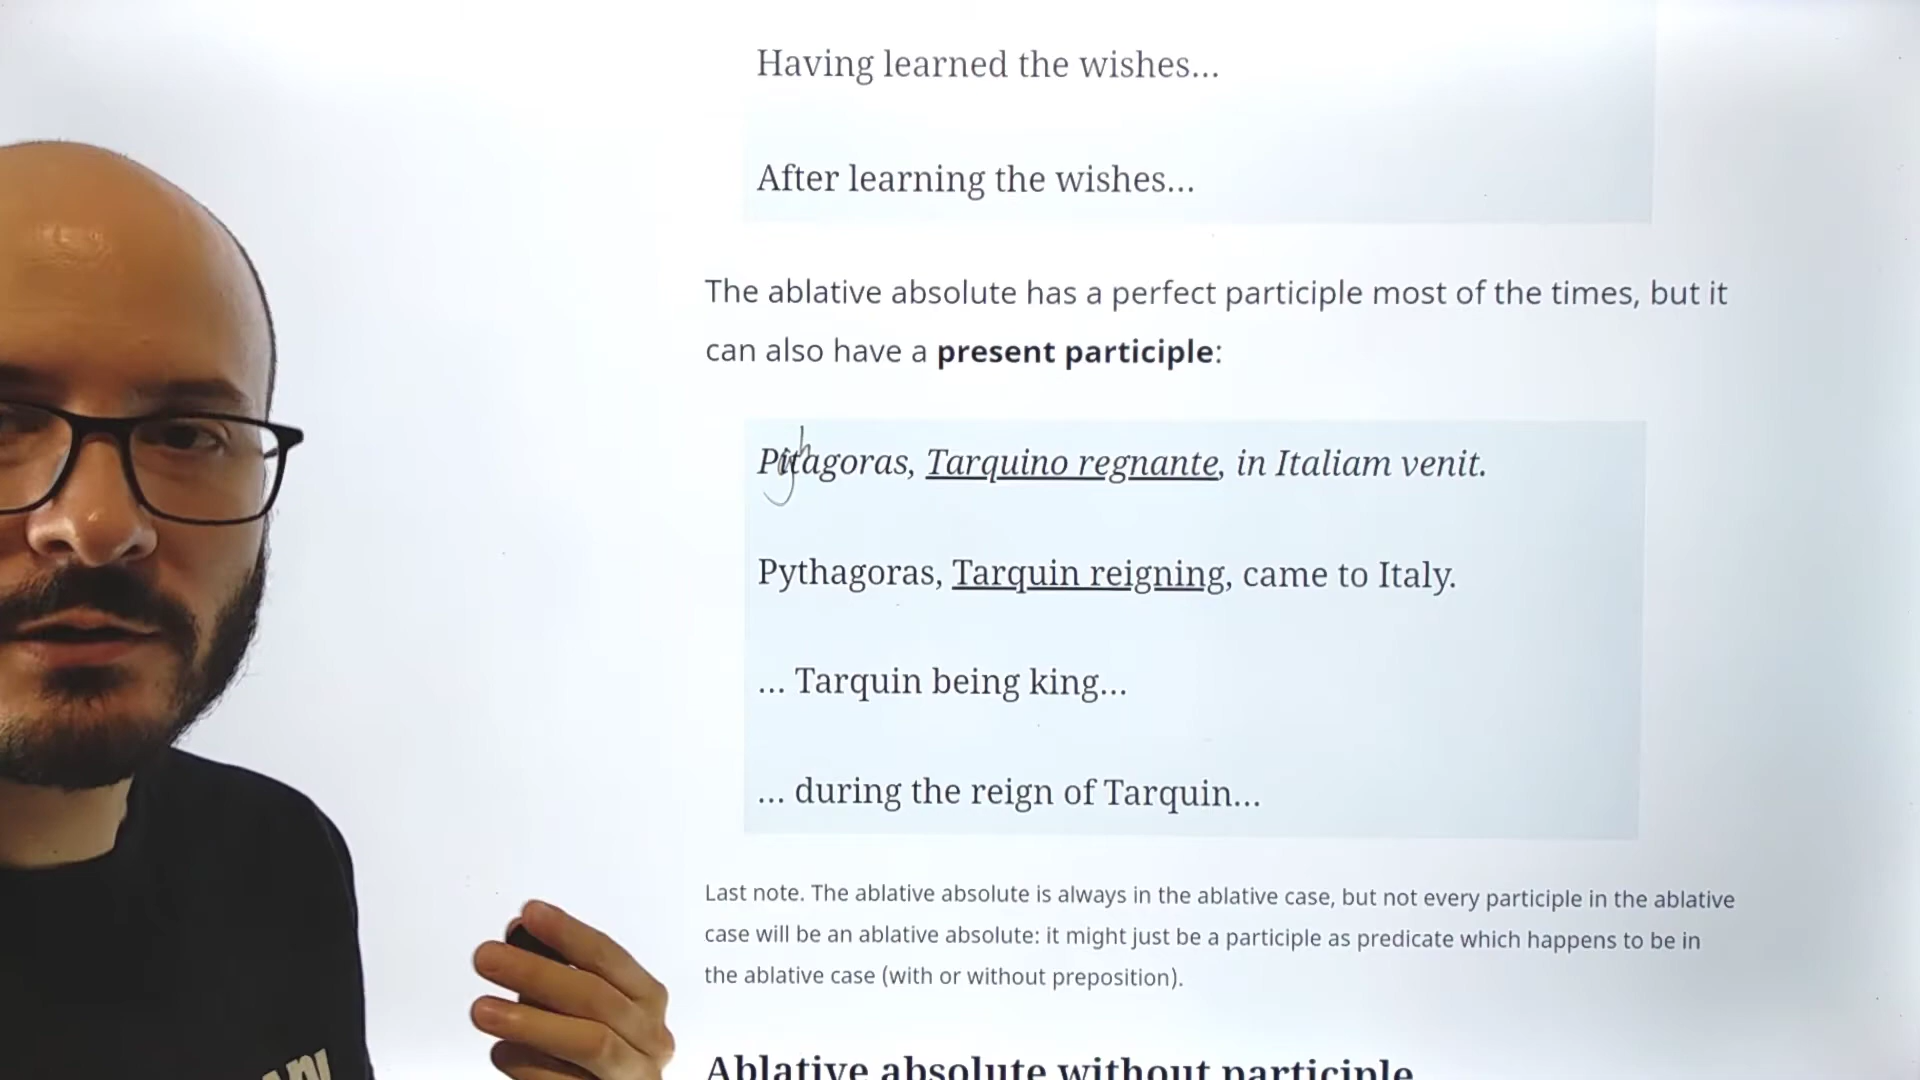 Having learned the wishes...
After learning the wishes...
The ablative absolute has a perfect participle most of the times, but it
can also have a present participle:
Pythagoras, Tarquino regnante, in Italiam venit.
Pythagoras, Tarquin reigning, came to Italy.
... Tarquin being king...
... during the reign of Tarquin...
Last note. The ablative absolute is always in the ablative case, but not every participle in the ablative
case will be an ablative absolute: it might just be a participle as predicate which happens to be in
the ablative case (with or without preposition).
Ablative absolute without participle